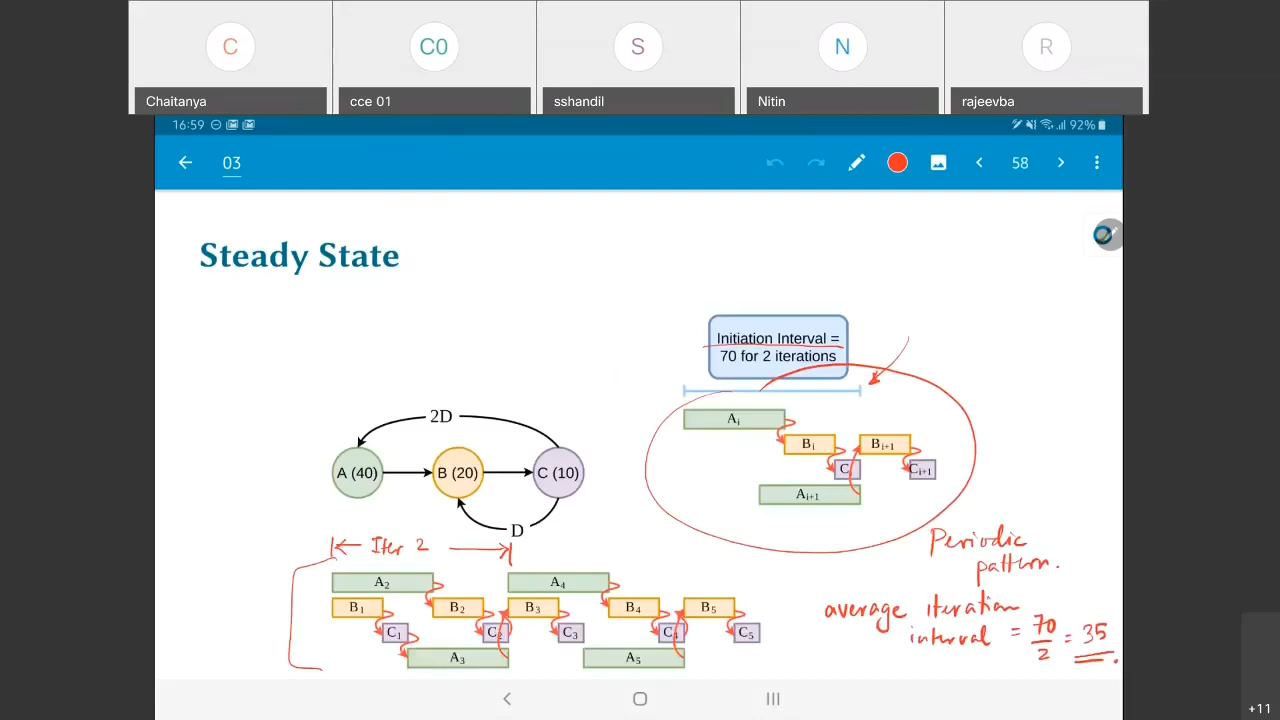 C
C0
S
N
R
Chaitanya
cce 01
sshandil
Nitin
rajeevba
16:59
92%
03
58
Steady State
Initiation Interval =
70 for 2 iterations
Ai
Bi
Bi+1
C
Ci+1
Ai+1
2D
A (40)
B (20)
C (10)
D
Iter 2
A2
A4
B1
B2
B3
B4
B5
C1
C2
C3
C4
C5
A3
A5
Periodic
pattern.
average iteration
interval = 70/2 = 35.
+11